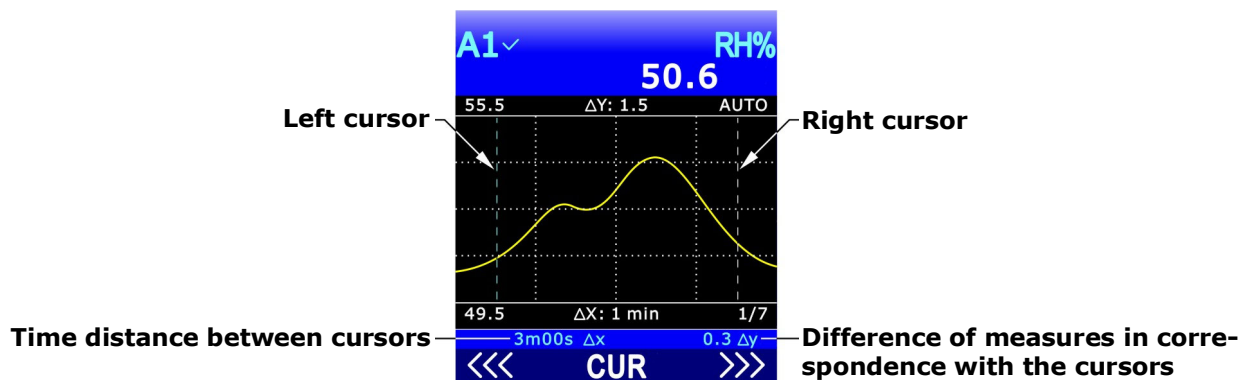 A1✓ RH%
50.6
55.5 ΔY: 1.5 AUTO
Left cursor
Right cursor
49.5 ΔX: 1 min 1/7
Time distance between cursors
3m00s Δx 0.3 Δy
Difference of measures in corre-
spondence with the cursors
<<< CUR >>>